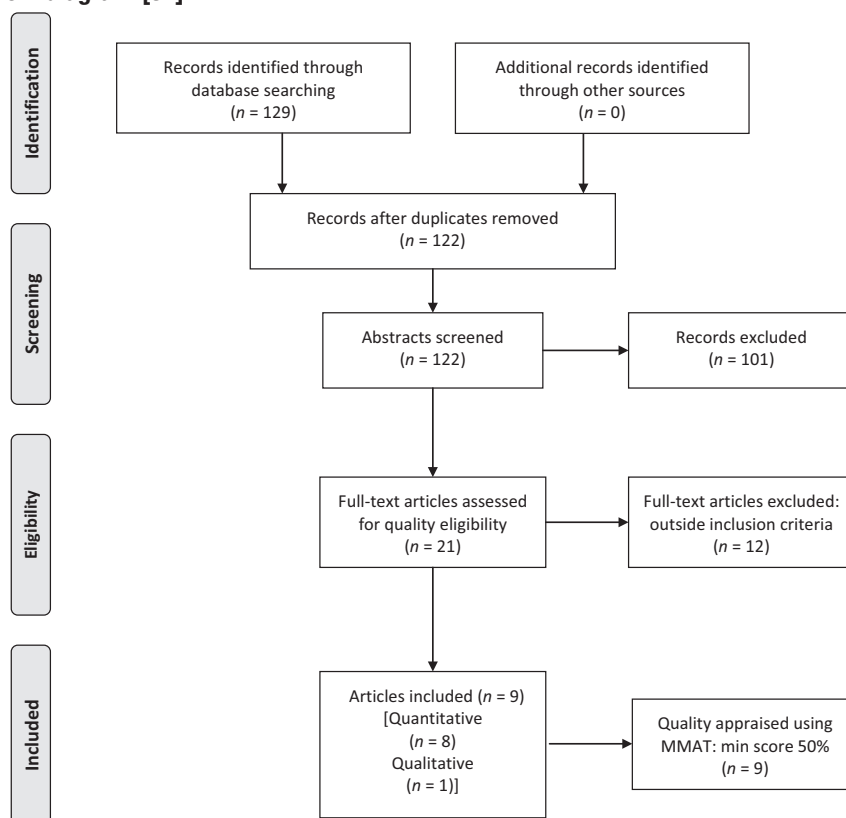 Identification
Records identified through
database searching
(n = 129)
Additional records identified
through other sources
(n = 0)
Records after duplicates removed
(n = 122)
Screening
Abstracts screened
(n = 122)
Records excluded
(n = 101)
Eligibility
Full-text articles assessed
for quality eligibility
(n = 21)
Full-text articles excluded:
outside inclusion criteria
(n = 12)
Included
Articles included (n = 9)
[Quantitative
(n = 8)
Qualitative
(n = 1)]
Quality appraised using
MMAT: min score 50%
(n = 9)